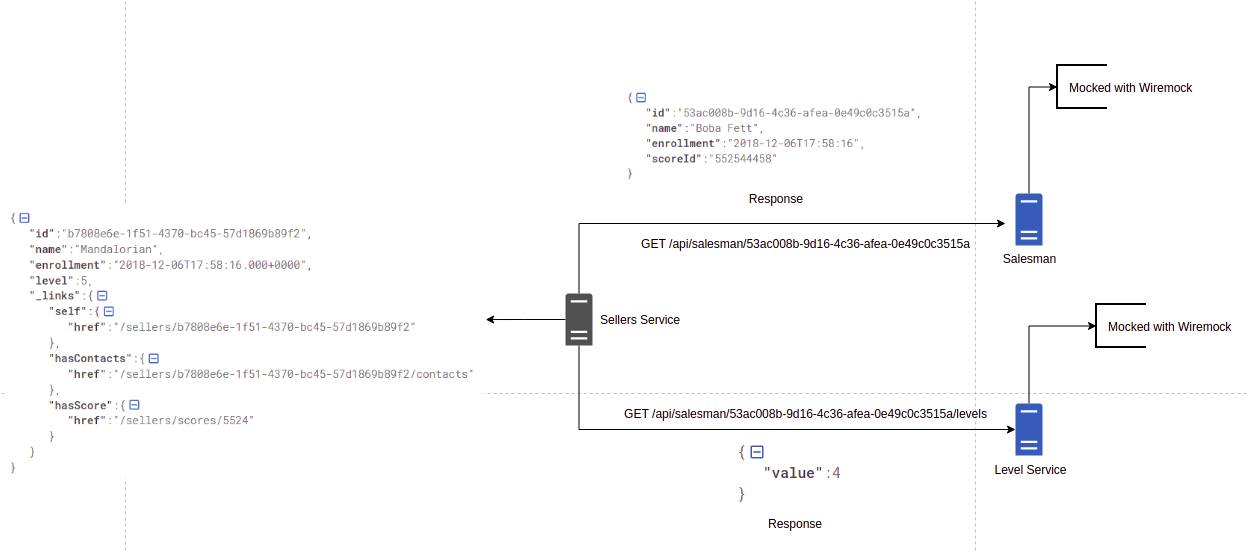 {
"id":"53ac008b-9d16-4c36-afea-0e49c0c3515a",
"name":"Boba Fett",
"enrollment":"2018-12-06T17:58:16",
"scoreId":"552544458"
}
Response
GET /api/salesman/53ac008b-9d16-4c36-afea-0e49c0c3515a
Mocked with Wiremock
Salesman
{
"id":"b7808e6e-1f51-4370-bc45-57d1869b89f2",
"name":"Mandalorian",
"enrollment":"2018-12-06T17:58:16.000+0000",
"level":5,
"_links":{
"self":{
"href":"/sellers/b7808e6e-1f51-4370-bc45-57d1869b89f2"
},
"hasContacts":{
"href":"/sellers/b7808e6e-1f51-4370-bc45-57d1869b89f2/contacts"
},
"hasScore":{
"href":"/sellers/scores/5524"
}
}
}
Sellers Service
Mocked with Wiremock
GET /api/salesman/53ac008b-9d16-4c36-afea-0e49c0c3515a/levels
Level Service
{
"value":4
}
Response